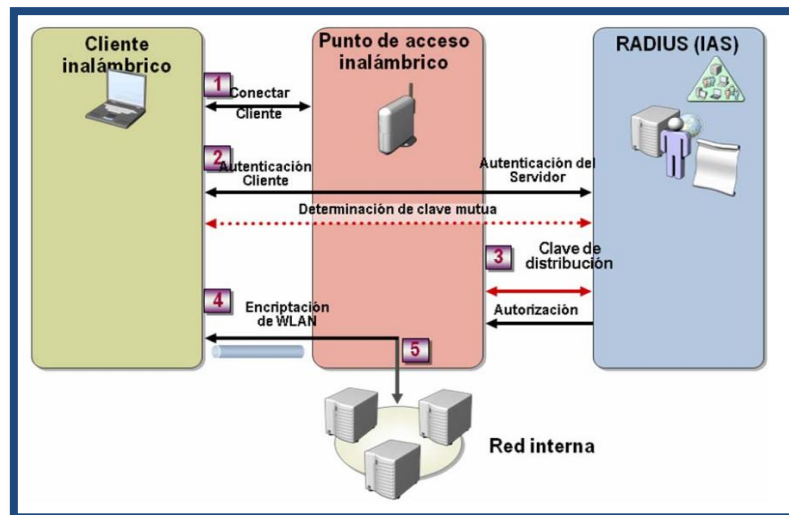 Cliente
inalámbrico
Punto de acceso
inalámbrico
RADIUS (IAS)
1
Conectar
Cliente
2
Autenticación
Cliente
Autenticación del
Servidor
Determinación de clave mutua
3
Clave de
distribución
4
Encriptación
de WLAN
Autorización
5
Red interna